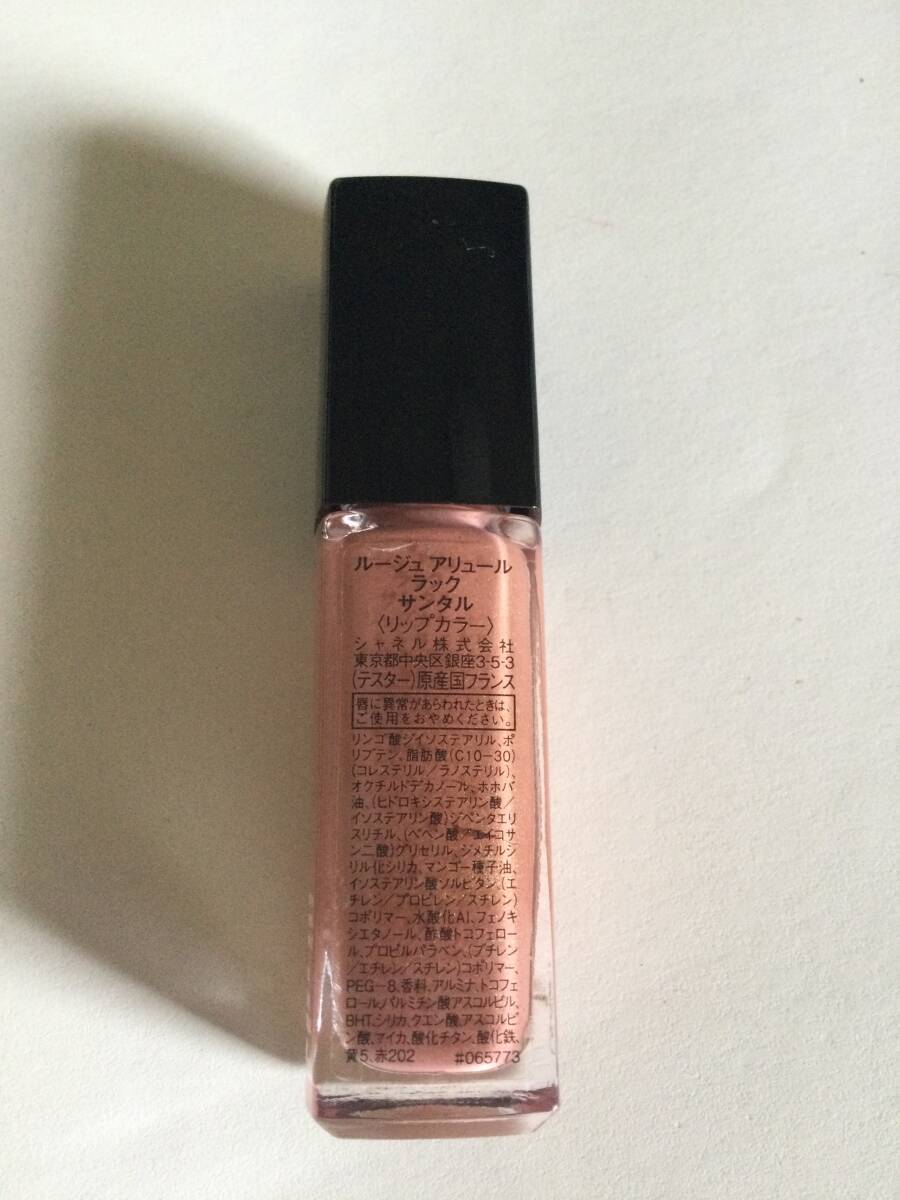 ルージュ アリュール
ラック
サンタル
〈リップカラー〉
シャネル株式会社
東京都中央区銀座3-5-3
(テスター)原産国フランス
唇に異常があらわれたときは、
ご使用をおやめください。
リンゴ酸ジイソステアリル、ポ
リブテン、脂肪酸(C10-30)
(コレステリル/ラノステリル)、
オクチルドデカノール、ホホバ
油、(ヒドロキシステアリン酸/
イソステアリン酸)ジペンタエリ
スリチル、(ベヘン酸/エイコサ
ン二酸)グリセリル、ジメチルシ
リル化シリカ、マンゴー種子油、
イソステアリン酸ソルビタン、(エ
チレン/プロピレン/スチレン)
コポリマー、水酸化Al、フェノキ
シエタノール、酢酸トコフェロー
ル、プロピルパラベン、(ブチレン
/エチレン/スチレン)コポリマー、
PEG-8、香料、アルミナ、トコフェ
ロール、パルミチン酸アスコルビル、
BHT、シリカ、クエン酸、アスコルビ
ン酸、マイカ、酸化チタン、酸化鉄、
黄5、赤202 #065773